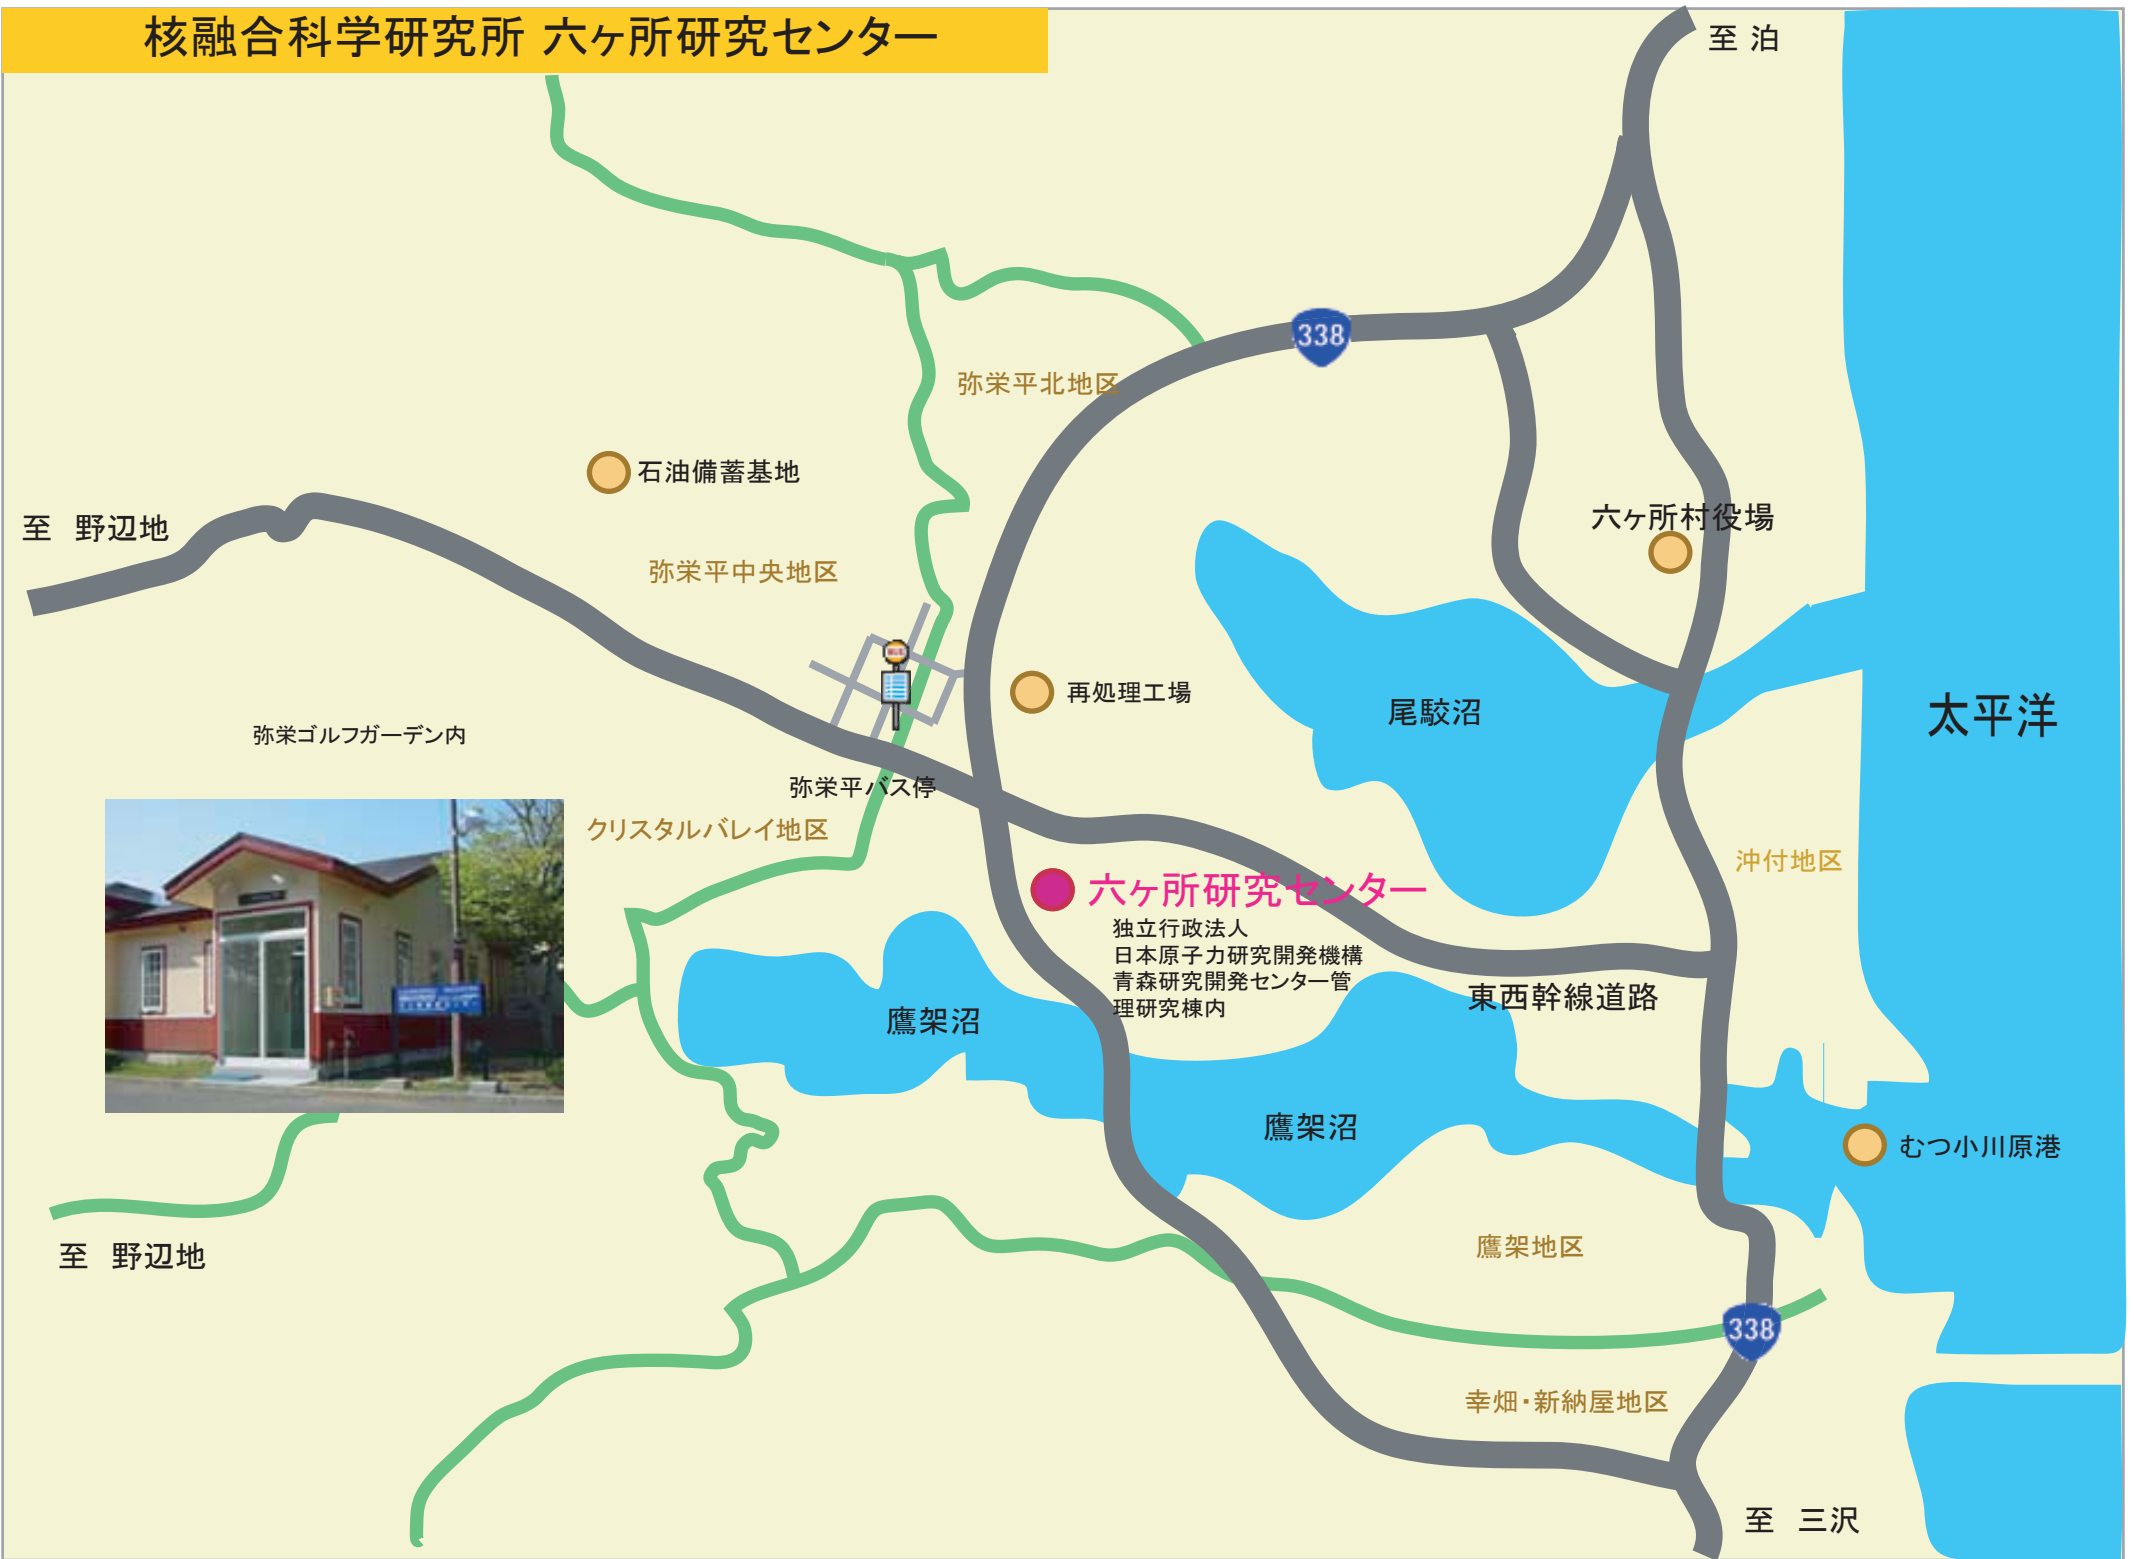 核融合科学研究所 六ヶ所研究センター
至 泊
338
弥栄平北地区
石油備蓄基地
至 野辺地
六ヶ所村役場
弥栄平中央地区
BUS
再処理工場
尾駮沼
太平洋
弥栄ゴルフガーデン内
弥栄平バス停
クリスタルバレイ地区
沖付地区
六ヶ所研究センター
独立行政法人
日本原子力研究開発機構
青森研究開発センター管
理研究棟内
東西幹線道路
鷹架沼
鷹架沼
むつ小川原港
至 野辺地
鷹架地区
338
幸畑・新納屋地区
至 三沢